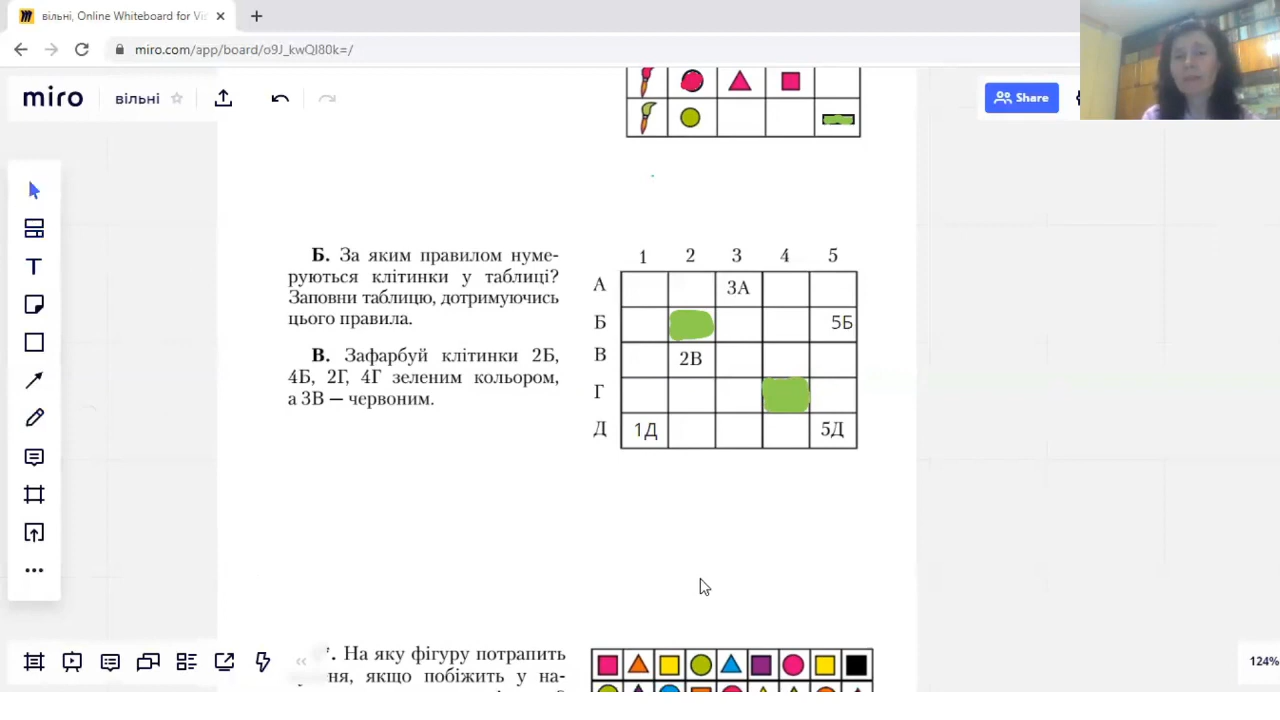 вільні, Online Whiteboard for Vi
miro.com/app/board/o9J_kwQl80k=/
miro
вільні
Share
Б. За яким правилом нуме-
руються клітинки у таблиці?
Заповни таблицю, дотримуючись
цього правила.
В. Зафарбуй клітинки 2Б,
4Б, 2Г, 4Г зеленим кольором,
а 3В — червоним.
1 2 3 4 5
А 3А
Б 5Б
В 2В
Г
Д 1Д 5Д
T
124%
На яку фігуру потрапить
якщо побіжить у на-